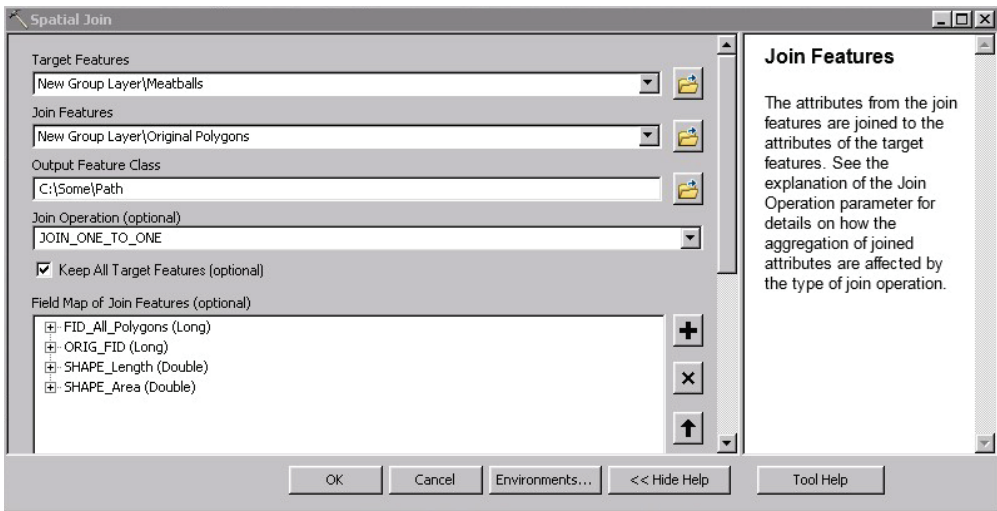 Spatial Join
Target Features
New Group Layer\Meatballs
Join Features
New Group Layer\Original Polygons
Output Feature Class
C:\Some\Path
Join Operation (optional)
JOIN_ONE_TO_ONE
Keep All Target Features (optional)
Field Map of Join Features (optional)
FID_All_Polygons (Long)
ORIG_FID (Long)
SHAPE_Length (Double)
SHAPE_Area (Double)
OK
Cancel
Environments...
<< Hide Help
Join Features
The attributes from the join
features are joined to the
attributes of the target
features. See the
explanation of the Join
Operation parameter for
details on how the
aggregation of joined
attributes are affected by
the type of join operation.
Tool Help